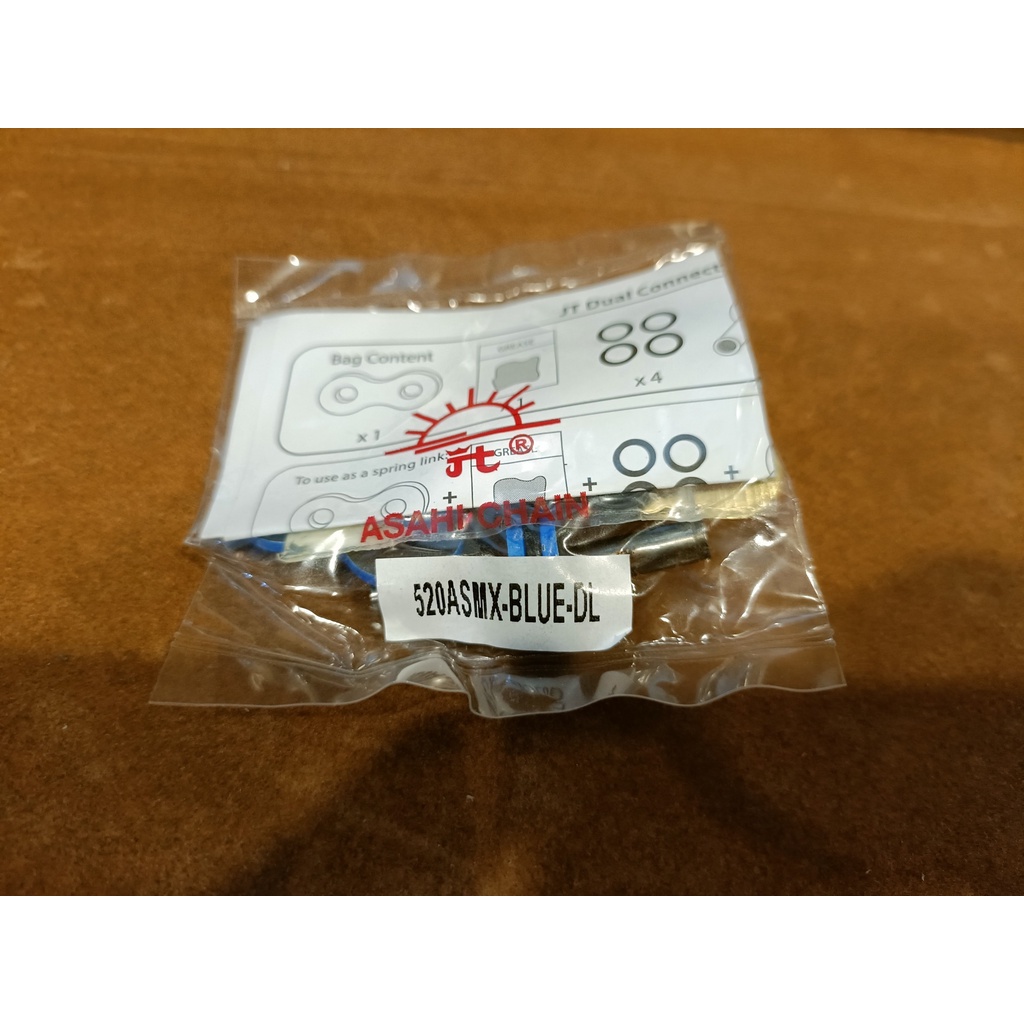 JT Dual Connect
Bag Content
GREASE
x 4
x 1
1
jt ®
To use as a spring link
GREASE
+
+
+
ASAHI-CHAIN
520ASMX-BLUE-DL